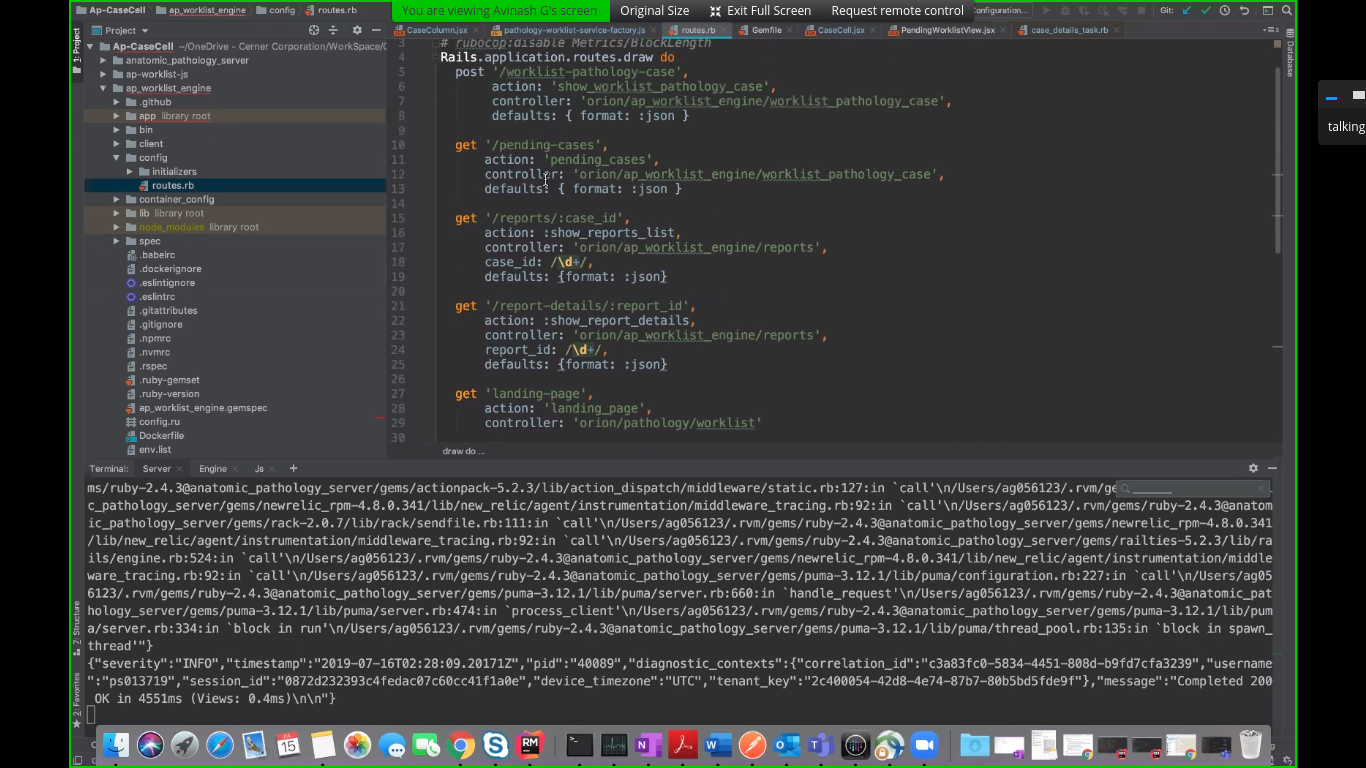 You are viewing Avinash G's screen
Original Size
Exit Full Screen
Request remote control
Ap-CaseCell
ap_worklist_engine
config
routes.rb
Git:
Project
CaseColumn.jsx
pathology-worklist-service-factory.js
routes.rb
Gemfile
CaseCell.jsx
PendingWorklistView.jsx
case_details_task.rb
1: Project
Database
Ap-CaseCell ~/OneDrive - Cerner Corporation/WorkSpace/
anatomic_pathology_server
ap-worklist-js
ap_worklist_engine
.github
app library root
bin
client
config
initializers
routes.rb
container_config
lib library root
node_modules library root
spec
.babelrc
.dockerignore
.eslintignore
.eslintrc
.gitattributes
.gitignore
.npmrc
.nvmrc
.rspec
.ruby-gemset
.ruby-version
ap_worklist_engine.gemspec
config.ru
Dockerfile
env.list
3 # rubocop:disable Metrics/BlockLength
4 Rails.application.routes.draw do
5 post '/worklist-pathology-case',
6 action: 'show_worklist_pathology_case',
7 controller: 'orion/ap_worklist_engine/worklist_pathology_case',
8 defaults: { format: :json }
9
10 get '/pending-cases',
11 action: 'pending_cases',
12 controller: 'orion/ap_worklist_engine/worklist_pathology_case',
13 defaults: { format: :json }
14
15 get '/reports/:case_id',
16 action: :show_reports_list,
17 controller: 'orion/ap_worklist_engine/reports',
18 case_id: /\d+/,
19 defaults: {format: :json}
20
21 get '/report-details/:report_id',
22 action: :show_report_details,
23 controller: 'orion/ap_worklist_engine/reports',
24 report_id: /\d+/,
25 defaults: {format: :json}
26
27 get 'landing-page',
28 action: 'landing_page',
29 controller: 'orion/pathology/worklist'
30
draw do ...
talking
Terminal: Server Engine Js +
ms/ruby-2.4.3@anatomic_pathology_server/gems/actionpack-5.2.3/lib/action_dispatch/middleware/static.rb:127:in `call'\n/Users/ag056123/.rvm/ge
c_pathology_server/gems/newrelic_rpm-4.8.0.341/lib/new_relic/agent/instrumentation/middleware_tracing.rb:92:in `call'\n/Users/ag056123/.rvm/gems/ruby-2.4.3@anatomi
c_pathology_server/gems/rack-2.0.7/lib/rack/sendfile.rb:111:in `call'\n/Users/ag056123/.rvm/gems/ruby-2.4.3@anatomic_pathology_server/gems/newrelic_rpm-4.8.0.341
/lib/new_relic/agent/instrumentation/middleware_tracing.rb:92:in `call'\n/Users/ag056123/.rvm/gems/ruby-2.4.3@anatomic_pathology_server/gems/railties-5.2.3/lib/ra
ils/engine.rb:524:in `call'\n/Users/ag056123/.rvm/gems/ruby-2.4.3@anatomic_pathology_server/gems/newrelic_rpm-4.8.0.341/lib/new_relic/agent/instrumentation/middle
ware_tracing.rb:92:in `call'\n/Users/ag056123/.rvm/gems/ruby-2.4.3@anatomic_pathology_server/gems/puma-3.12.1/lib/puma/configuration.rb:227:in `call'\n/Users/ag05
6123/.rvm/gems/ruby-2.4.3@anatomic_pathology_server/gems/puma-3.12.1/lib/puma/server.rb:660:in `handle_request'\n/Users/ag056123/.rvm/gems/ruby-2.4.3@anatomic_pat
hology_server/gems/puma-3.12.1/lib/puma/server.rb:474:in `process_client'\n/Users/ag056123/.rvm/gems/ruby-2.4.3@anatomic_pathology_server/gems/puma-3.12.1/lib/pum
a/server.rb:334:in `block in run'\n/Users/ag056123/.rvm/gems/ruby-2.4.3@anatomic_pathology_server/gems/puma-3.12.1/lib/puma/thread_pool.rb:135:in `block in spawn_
thread'"}
{"severity":"INFO","timestamp":"2019-07-16T02:28:09.20171Z","pid":"40089","diagnostic_contexts":{"correlation_id":"c3a83fc0-5834-4451-808d-b9fd7cfa3239","username
":"ps013719","session_id":"0872d232393c4fedac07c60cc41f1a0e","device_timezone":"UTC","tenant_key":"2c400054-42d8-4e74-87b7-80b5bd5fde9f"},"message":"Completed 200
OK in 4551ms (Views: 0.4ms)\n\n"}
7: Structure
2: Favorites
JUL
15
RM